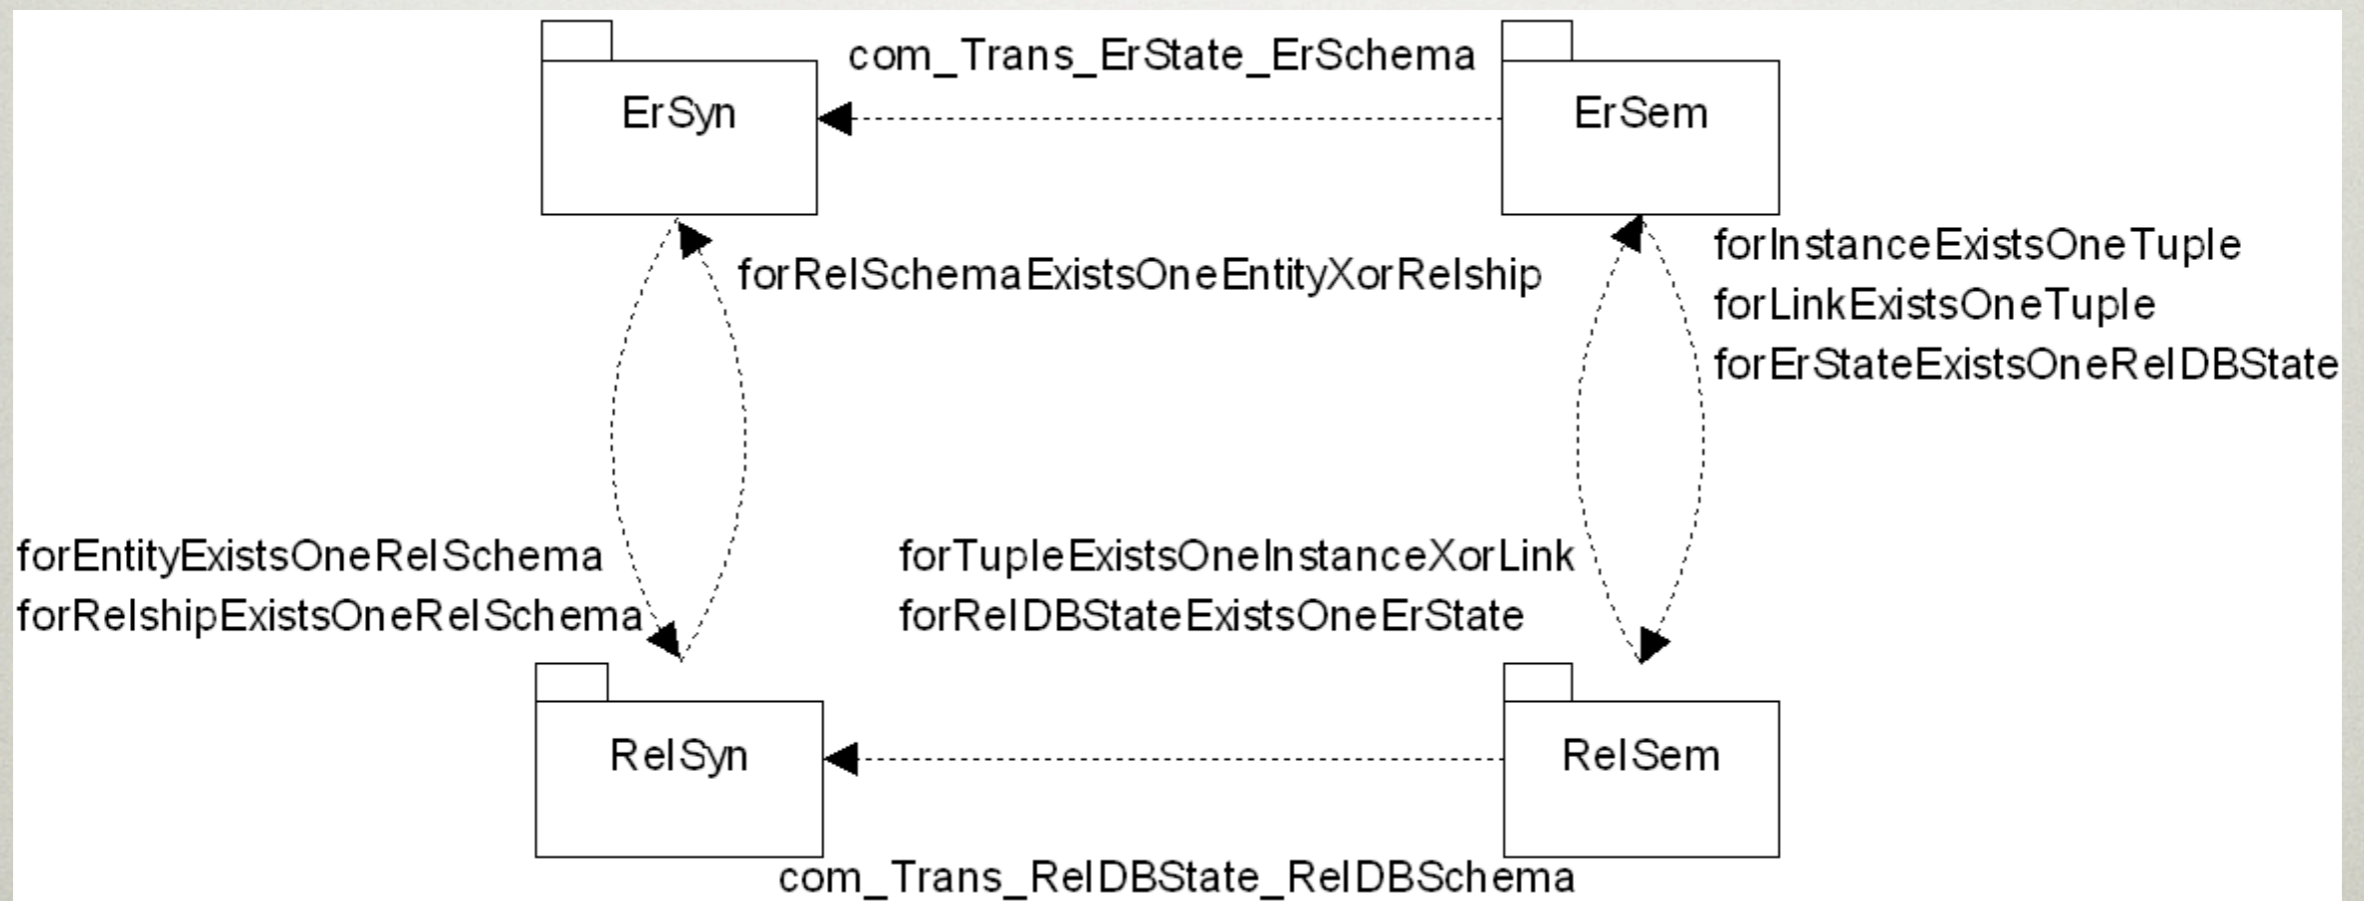 com_Trans_ErState_ErSchema
ErSyn
ErSem
forInstanceExistsOneTuple
forRelSchemaExistsOneEntityXorRelship
forLinkExistsOneTuple
forErStateExistsOneRelDBState
forEntityExistsOneRelSchema
forRelshipExistsOneRelSchema
forTupleExistsOneInstanceXorLink
forRelDBStateExistsOneErState
RelSyn
RelSem
com_Trans_RelDBState_RelDBSchema